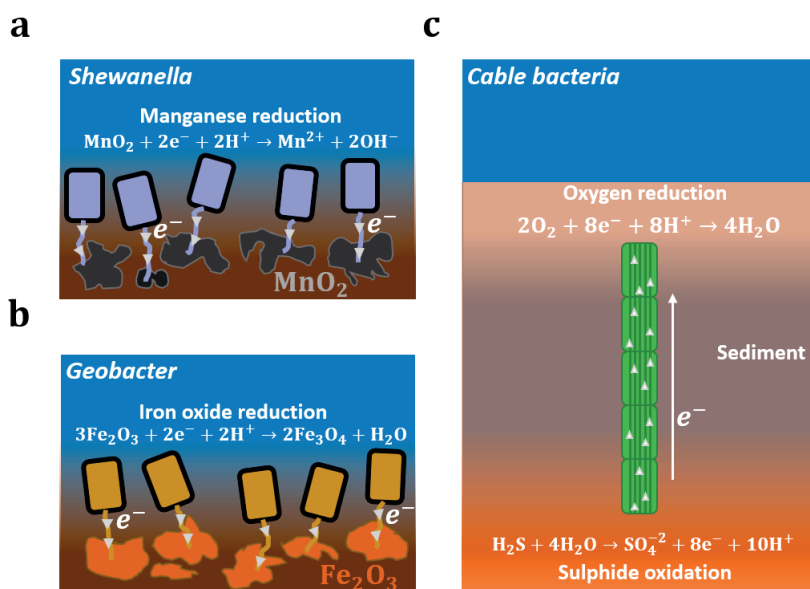 a
Shewanella
Manganese reduction
MnO₂ + 2e⁻ + 2H⁺ → Mn²⁺ + 2OH⁻
e⁻
e⁻
MnO₂
b
Geobacter
Iron oxide reduction
3Fe₂O₃ + 2e⁻ + 2H⁺ → 2Fe₃O₄ + H₂O
e⁻
e⁻
Fe₂O₃
c
Cable bacteria
Oxygen reduction
2O₂ + 8e⁻ + 8H⁺ → 4H₂O
Sediment
e⁻
H₂S + 4H₂O → SO₄⁻² + 8e⁻ + 10H⁺
Sulphide oxidation